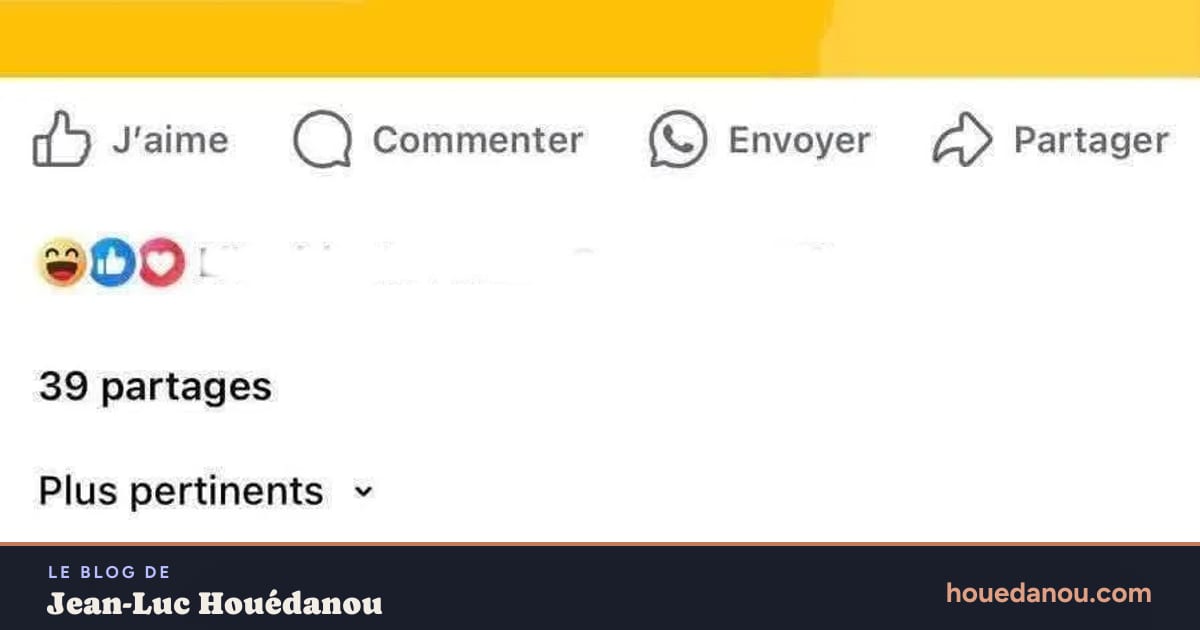 J'aime Commenter Envoyer Partager
39 partages
Plus pertinents
LE BLOG DE
Jean-Luc Houédanou
houedanou.com